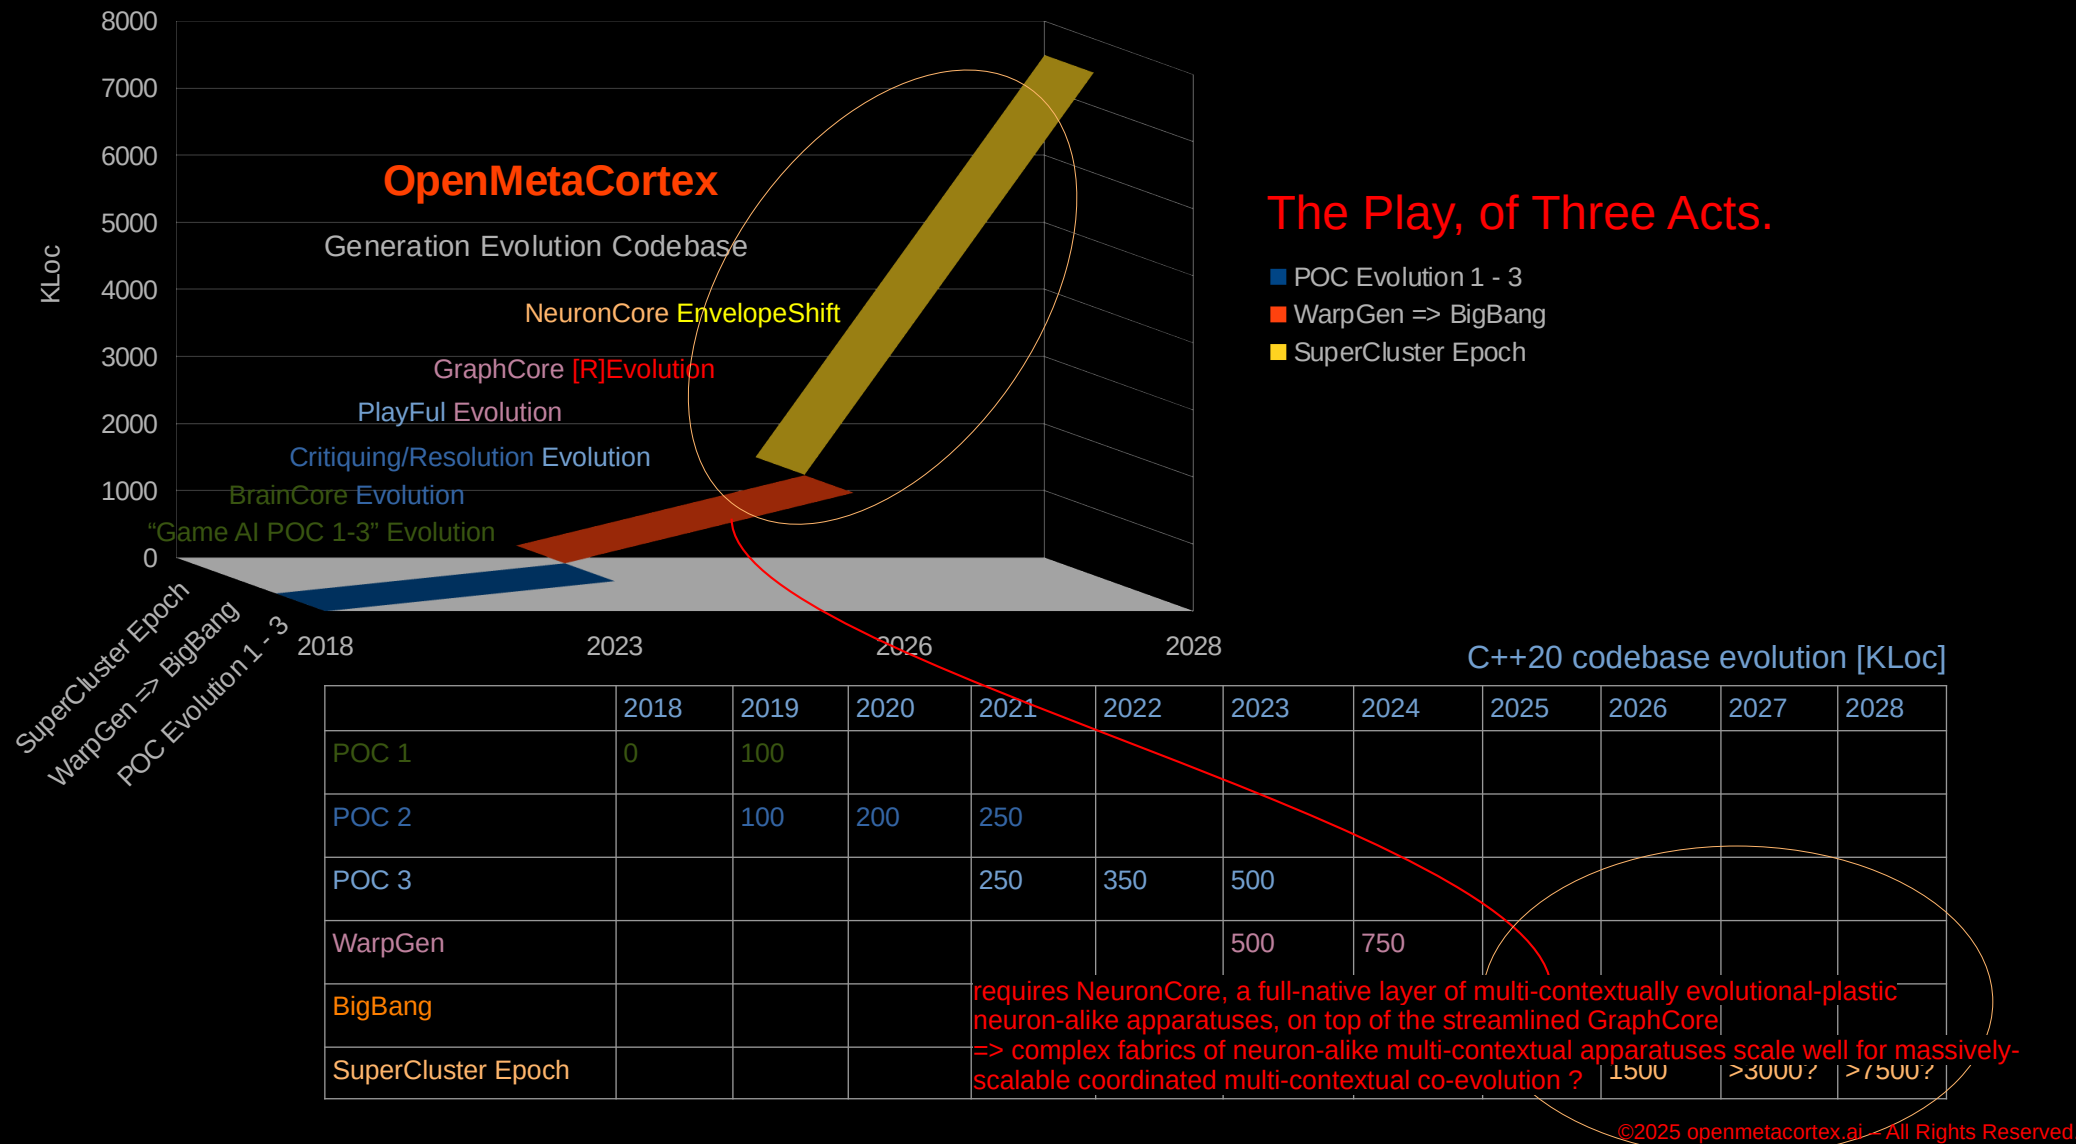 8000
7000
6000
5000
4000
3000
2000
1000
0
KLoc
OpenMetaCortex
Generation Evolution Codebase
NeuronCore EnvelopeShift
GraphCore [R]Evolution
PlayFul Evolution
Critiquing/Resolution Evolution
BrainCore Evolution
“Game AI POC 1-3” Evolution
The Play, of Three Acts.
POC Evolution 1 - 3
WarpGen => BigBang
SuperCluster Epoch
SuperCluster Epoch
WarpGen => BigBang
POC Evolution 1 - 3
2018 2023 2026 2028
C++20 codebase evolution [KLoc]
2018 2019 2020 2021 2022 2023 2024 2025 2026 2027 2028
POC 1 0 100
POC 2 100 200 250
POC 3 250 350 500
WarpGen 500 750
BigBang
requires NeuronCore, a full-native layer of multi-contextually evolutional-plastic
neuron-alike apparatuses, on top of the streamlined GraphCore
=> complex fabrics of neuron-alike multi-contextual apparatuses scale well for massively-
scalable coordinated multi-contextual co-evolution ?
SuperCluster Epoch 1500 >3000? >7500?
©2025 openmetacortex.ai – All Rights Reserved